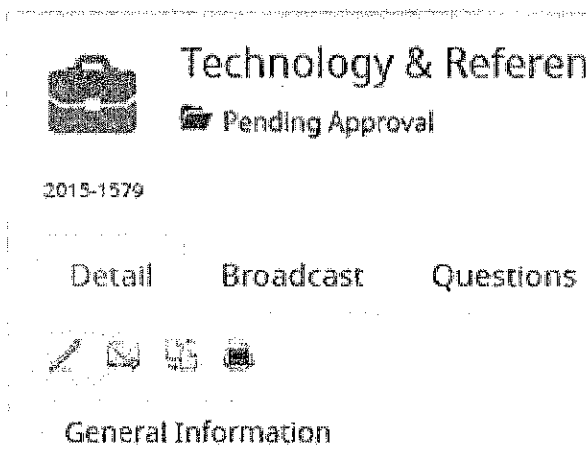 Technology & Referen
Pending Approval
2015-1579
Detail Broadcast Questions
General Information